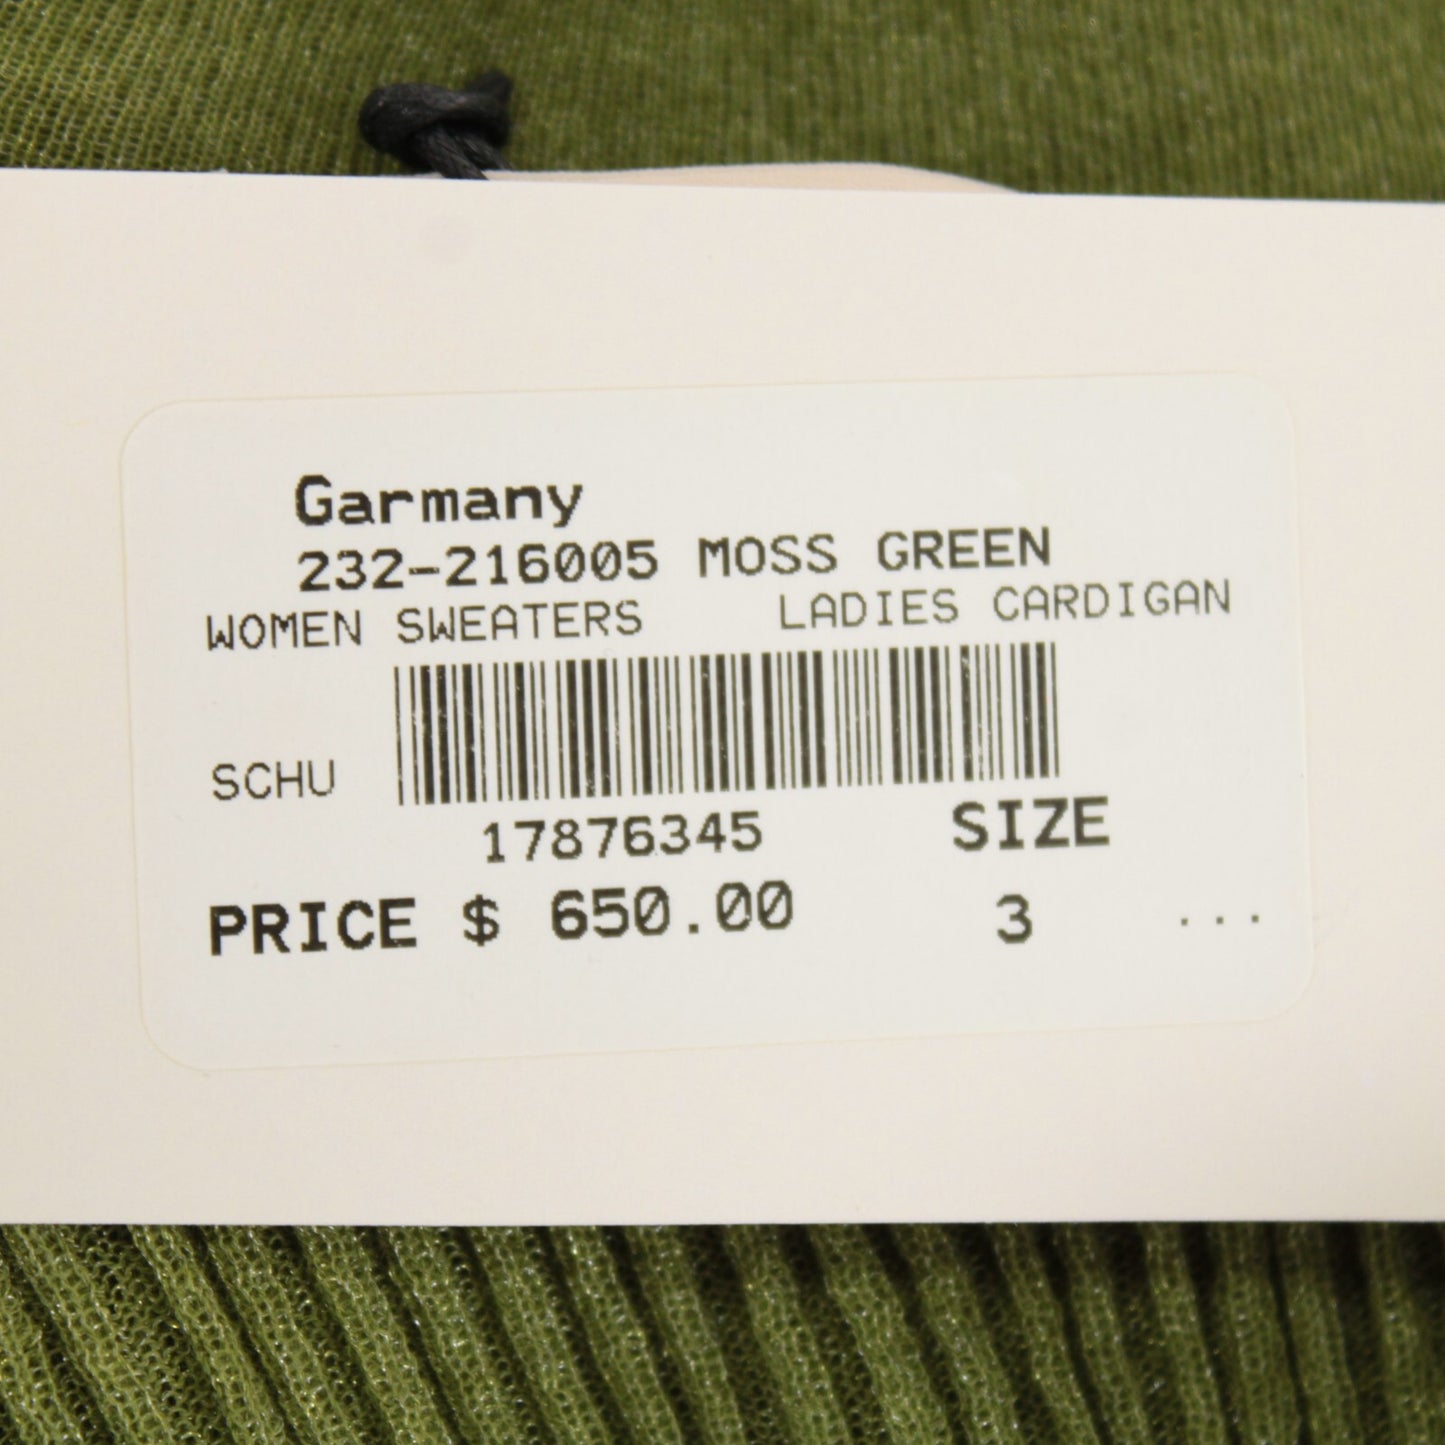 Garmany
232-216005 MOSS GREEN
WOMEN SWEATERS LADIES CARDIGAN
SCHU
17876345 SIZE
PRICE $ 650.00 3 ...